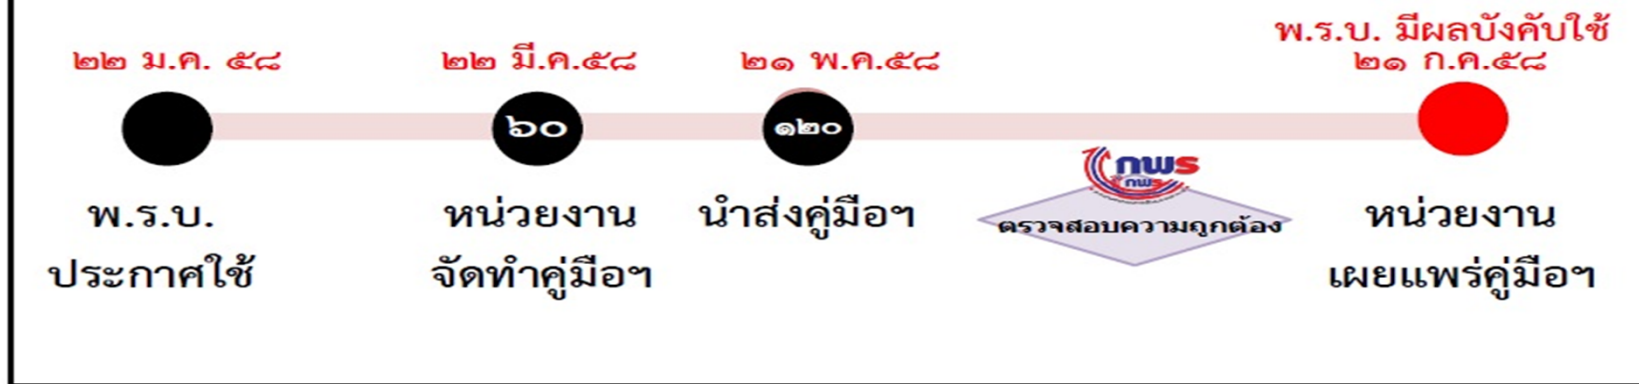 พ.ร.บ. มีผลบังคับใช้
๒๒ ม.ค. ๕๘
๒๒ มี.ค.๕๘
๒๑ พ.ค.๕๘
๒๑ ก.ค.๕๘
๖๐
๑๒๐
กพร
กพร
ตรวจสอบความถูกต้อง
พ.ร.บ.
ประกาศใช้
หน่วยงาน
จัดทำคู่มือฯ
นำส่งคู่มือฯ
หน่วยงาน
เผยแพร่คู่มือฯ